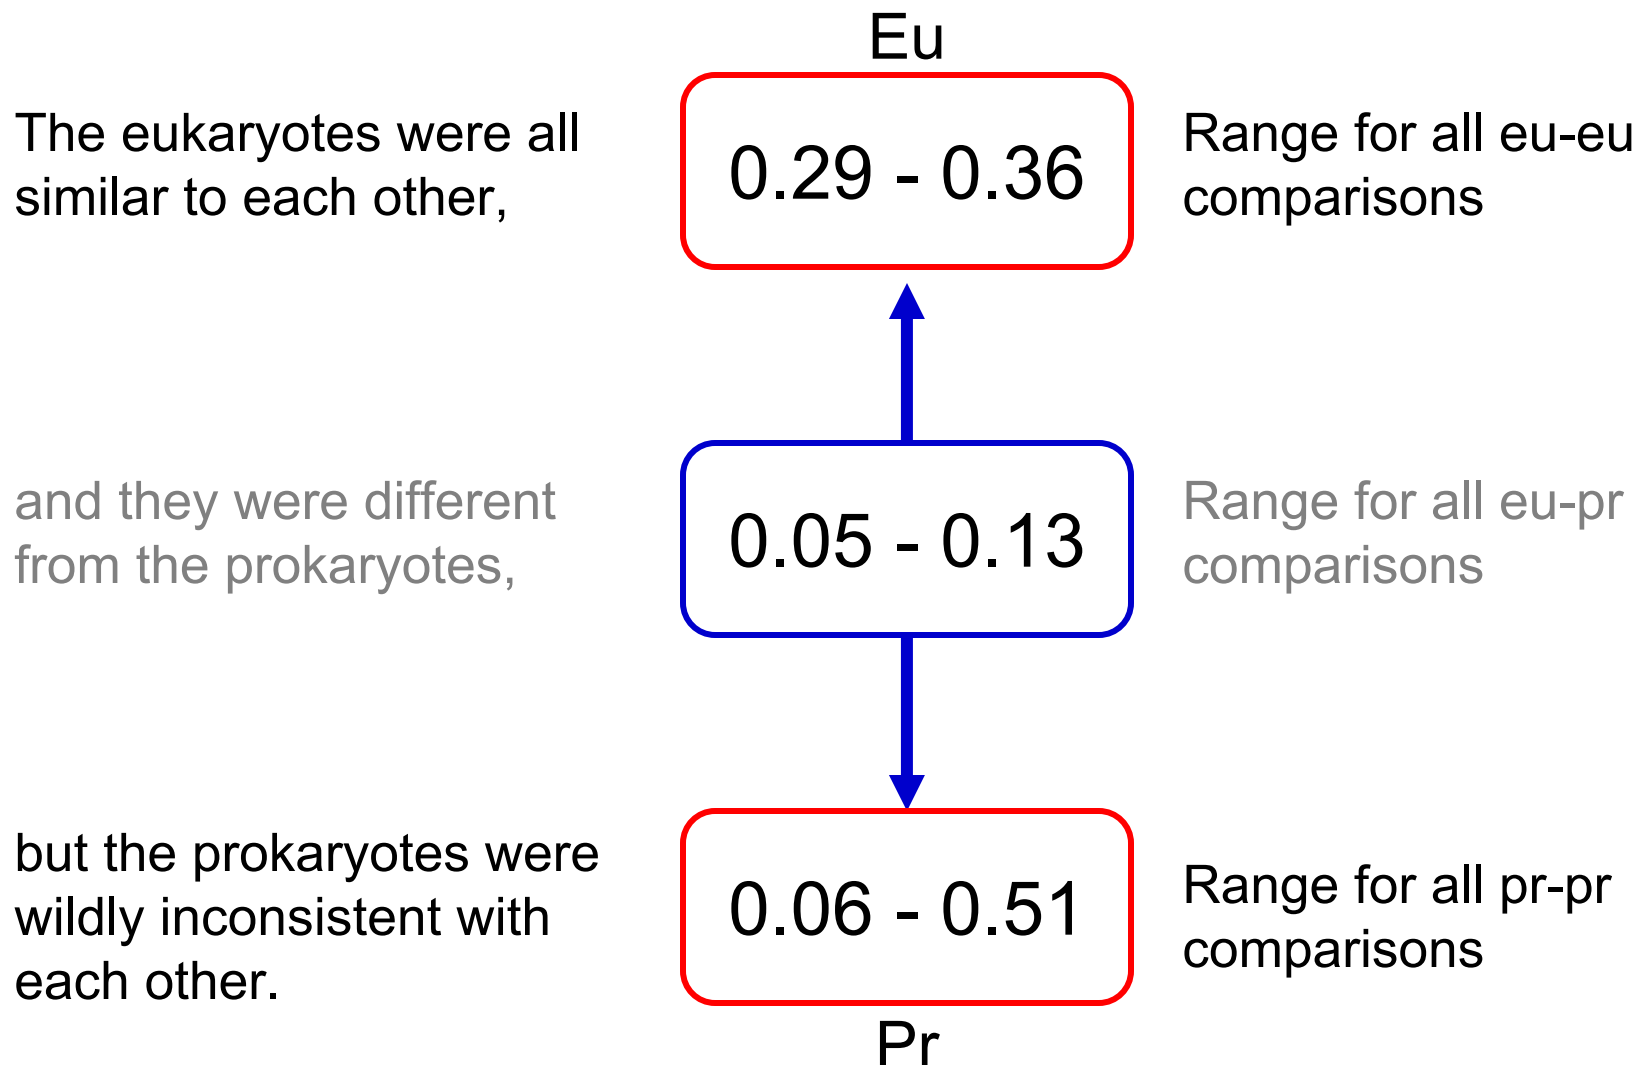 Eu
The eukaryotes were all
similar to each other,
0.29 - 0.36
Range for all eu-eu
comparisons
and they were different
from the prokaryotes,
0.05 - 0.13
Range for all eu-pr
comparisons
but the prokaryotes were
wildly inconsistent with
each other.
0.06 - 0.51
Range for all pr-pr
comparisons
Pr